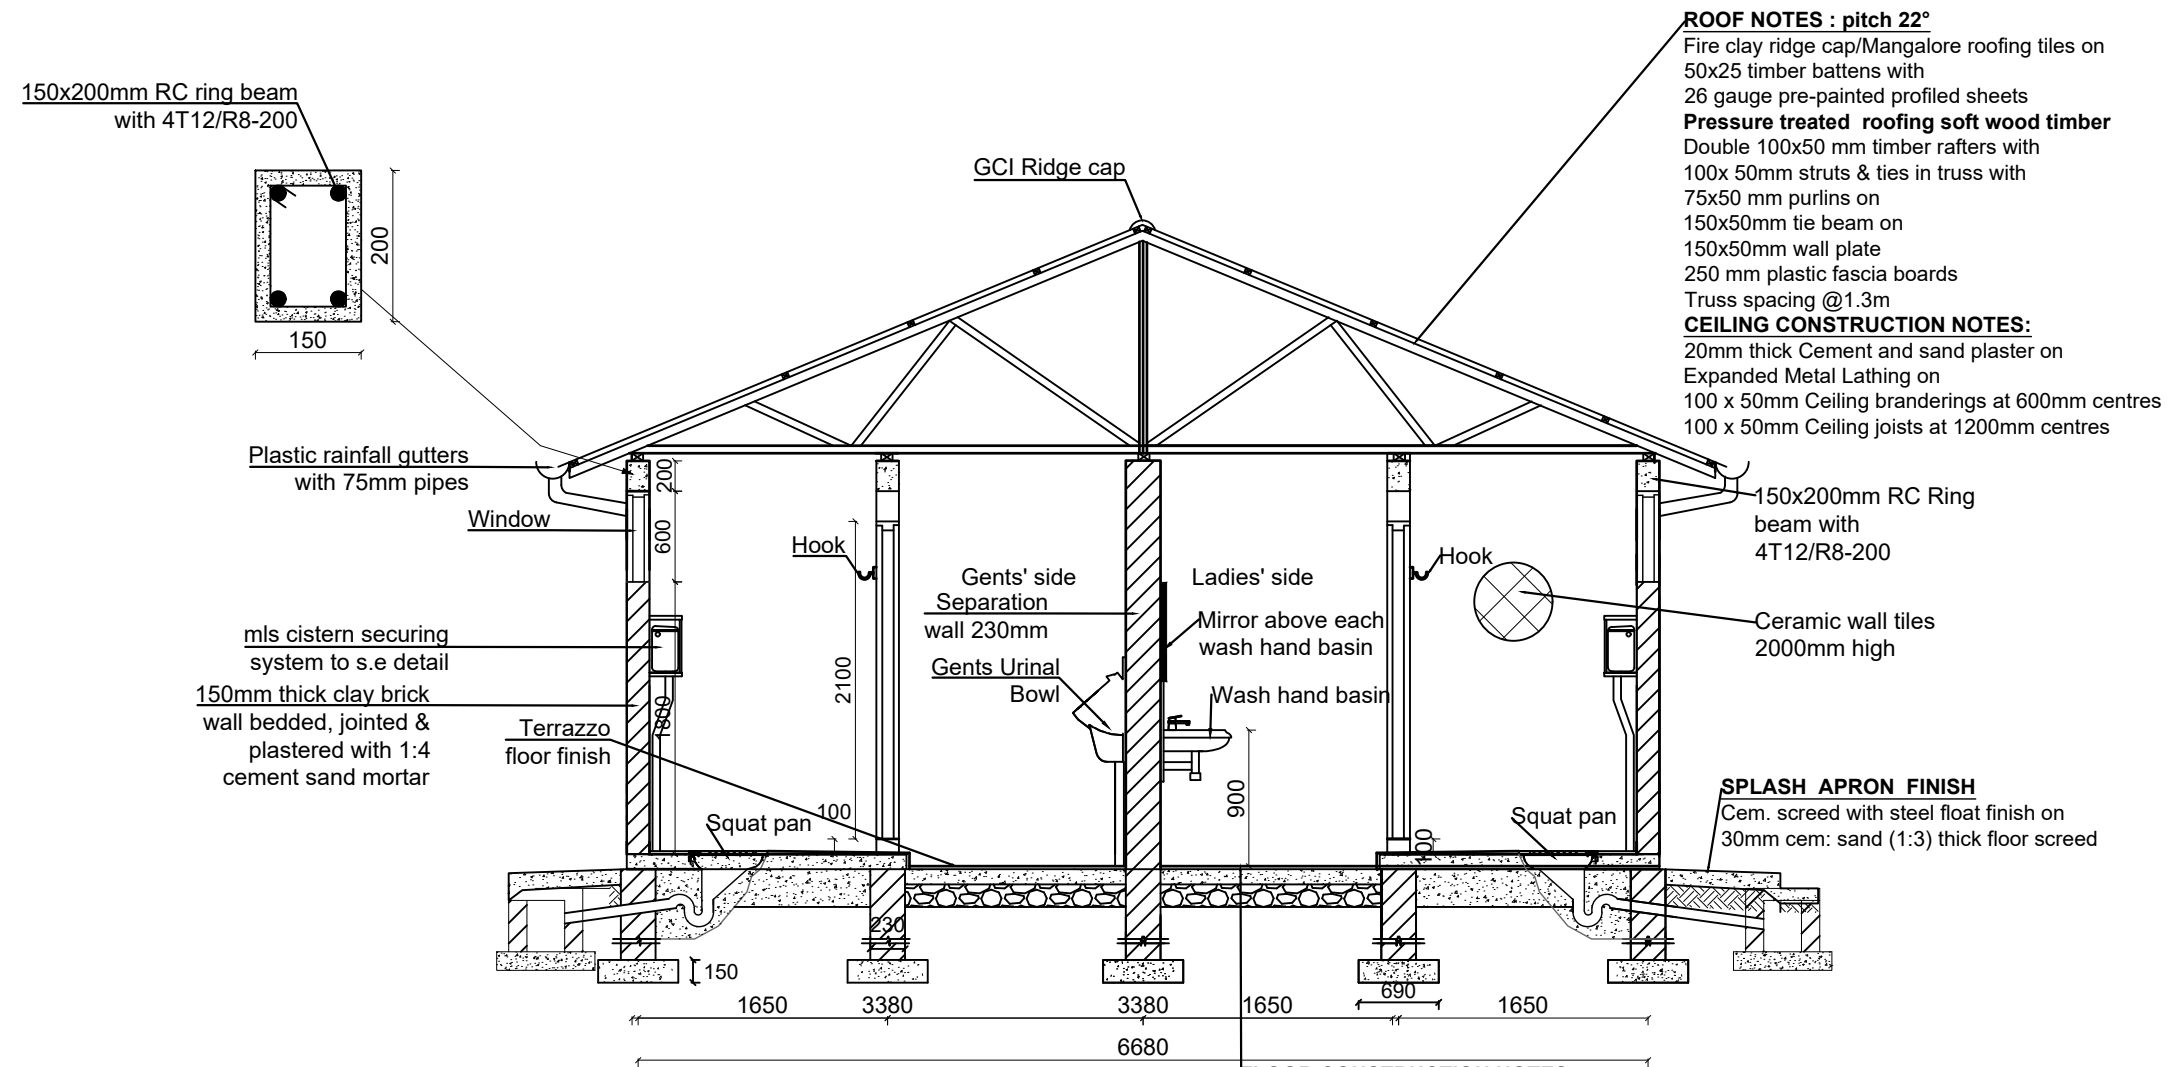 ROOF NOTES : pitch 22°
Fire clay ridge cap/Mangalore roofing tiles on
50x25 timber battens with
26 gauge pre-painted profiled sheets
Pressure treated roofing soft wood timber
Double 100x50 mm timber rafters with
100x 50mm struts & ties in truss with
75x50 mm purlins on
150x50mm tie beam on
150x50mm wall plate
250 mm plastic fascia boards
Truss spacing @1.3m
CEILING CONSTRUCTION NOTES:
20mm thick Cement and sand plaster on
Expanded Metal Lathing on
100 x 50mm Ceiling branderings at 600mm centres
100 x 50mm Ceiling joists at 1200mm centres
150x200mm RC ring beam
with 4T12/R8-200
200
150
GCI Ridge cap
Plastic rainfall gutters
with 75mm pipes
Window
200
600
1800
2100
100
Hook
Gents' side
Separation
wall 230mm
Gents Urinal
Bowl
Ladies' side
Mirror above each
wash hand basin
Wash hand basin
900
Hook
150x200mm RC Ring
beam with
4T12/R8-200
Ceramic wall tiles
2000mm high
mls cistern securing
system to s.e detail
150mm thick clay brick
wall bedded, jointed &
plastered with 1:4
cement sand mortar
Terrazzo
floor finish
Squat pan
Squat pan
100
SPLASH APRON FINISH
Cem. screed with steel float finish on
30mm cem: sand (1:3) thick floor screed
230
150
690
1650
3380
3380
1650
1650
6680
FLOOR CONSTRUCTION NOTES